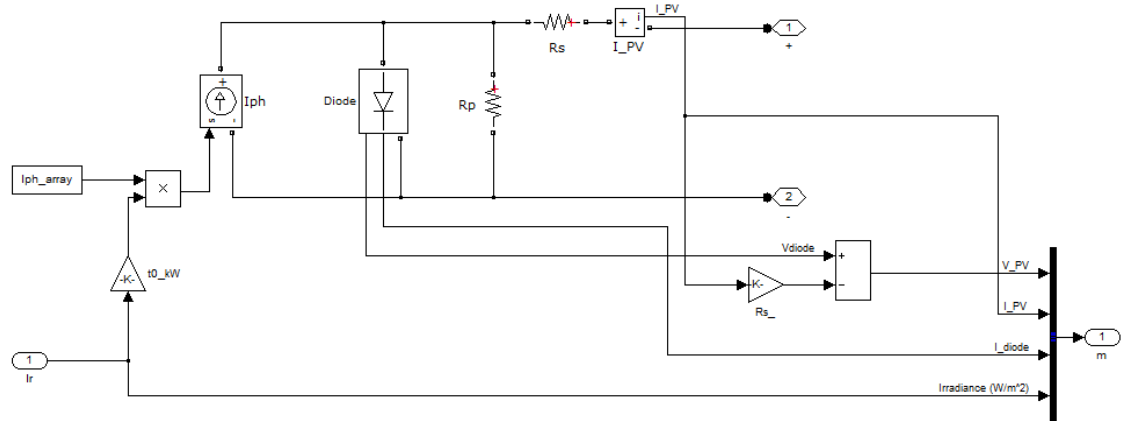 I_PV
i
+
-
1
+
Rs
I_PV
+
Iph
s
-
Diode
Rp
Iph_array
×
2
-
-K-
t0_kW
Vdiode
+
−
V_PV
-K-
Rs_
I_PV
I_diode
1
m
1
Ir
Irradiance (W/m^2)